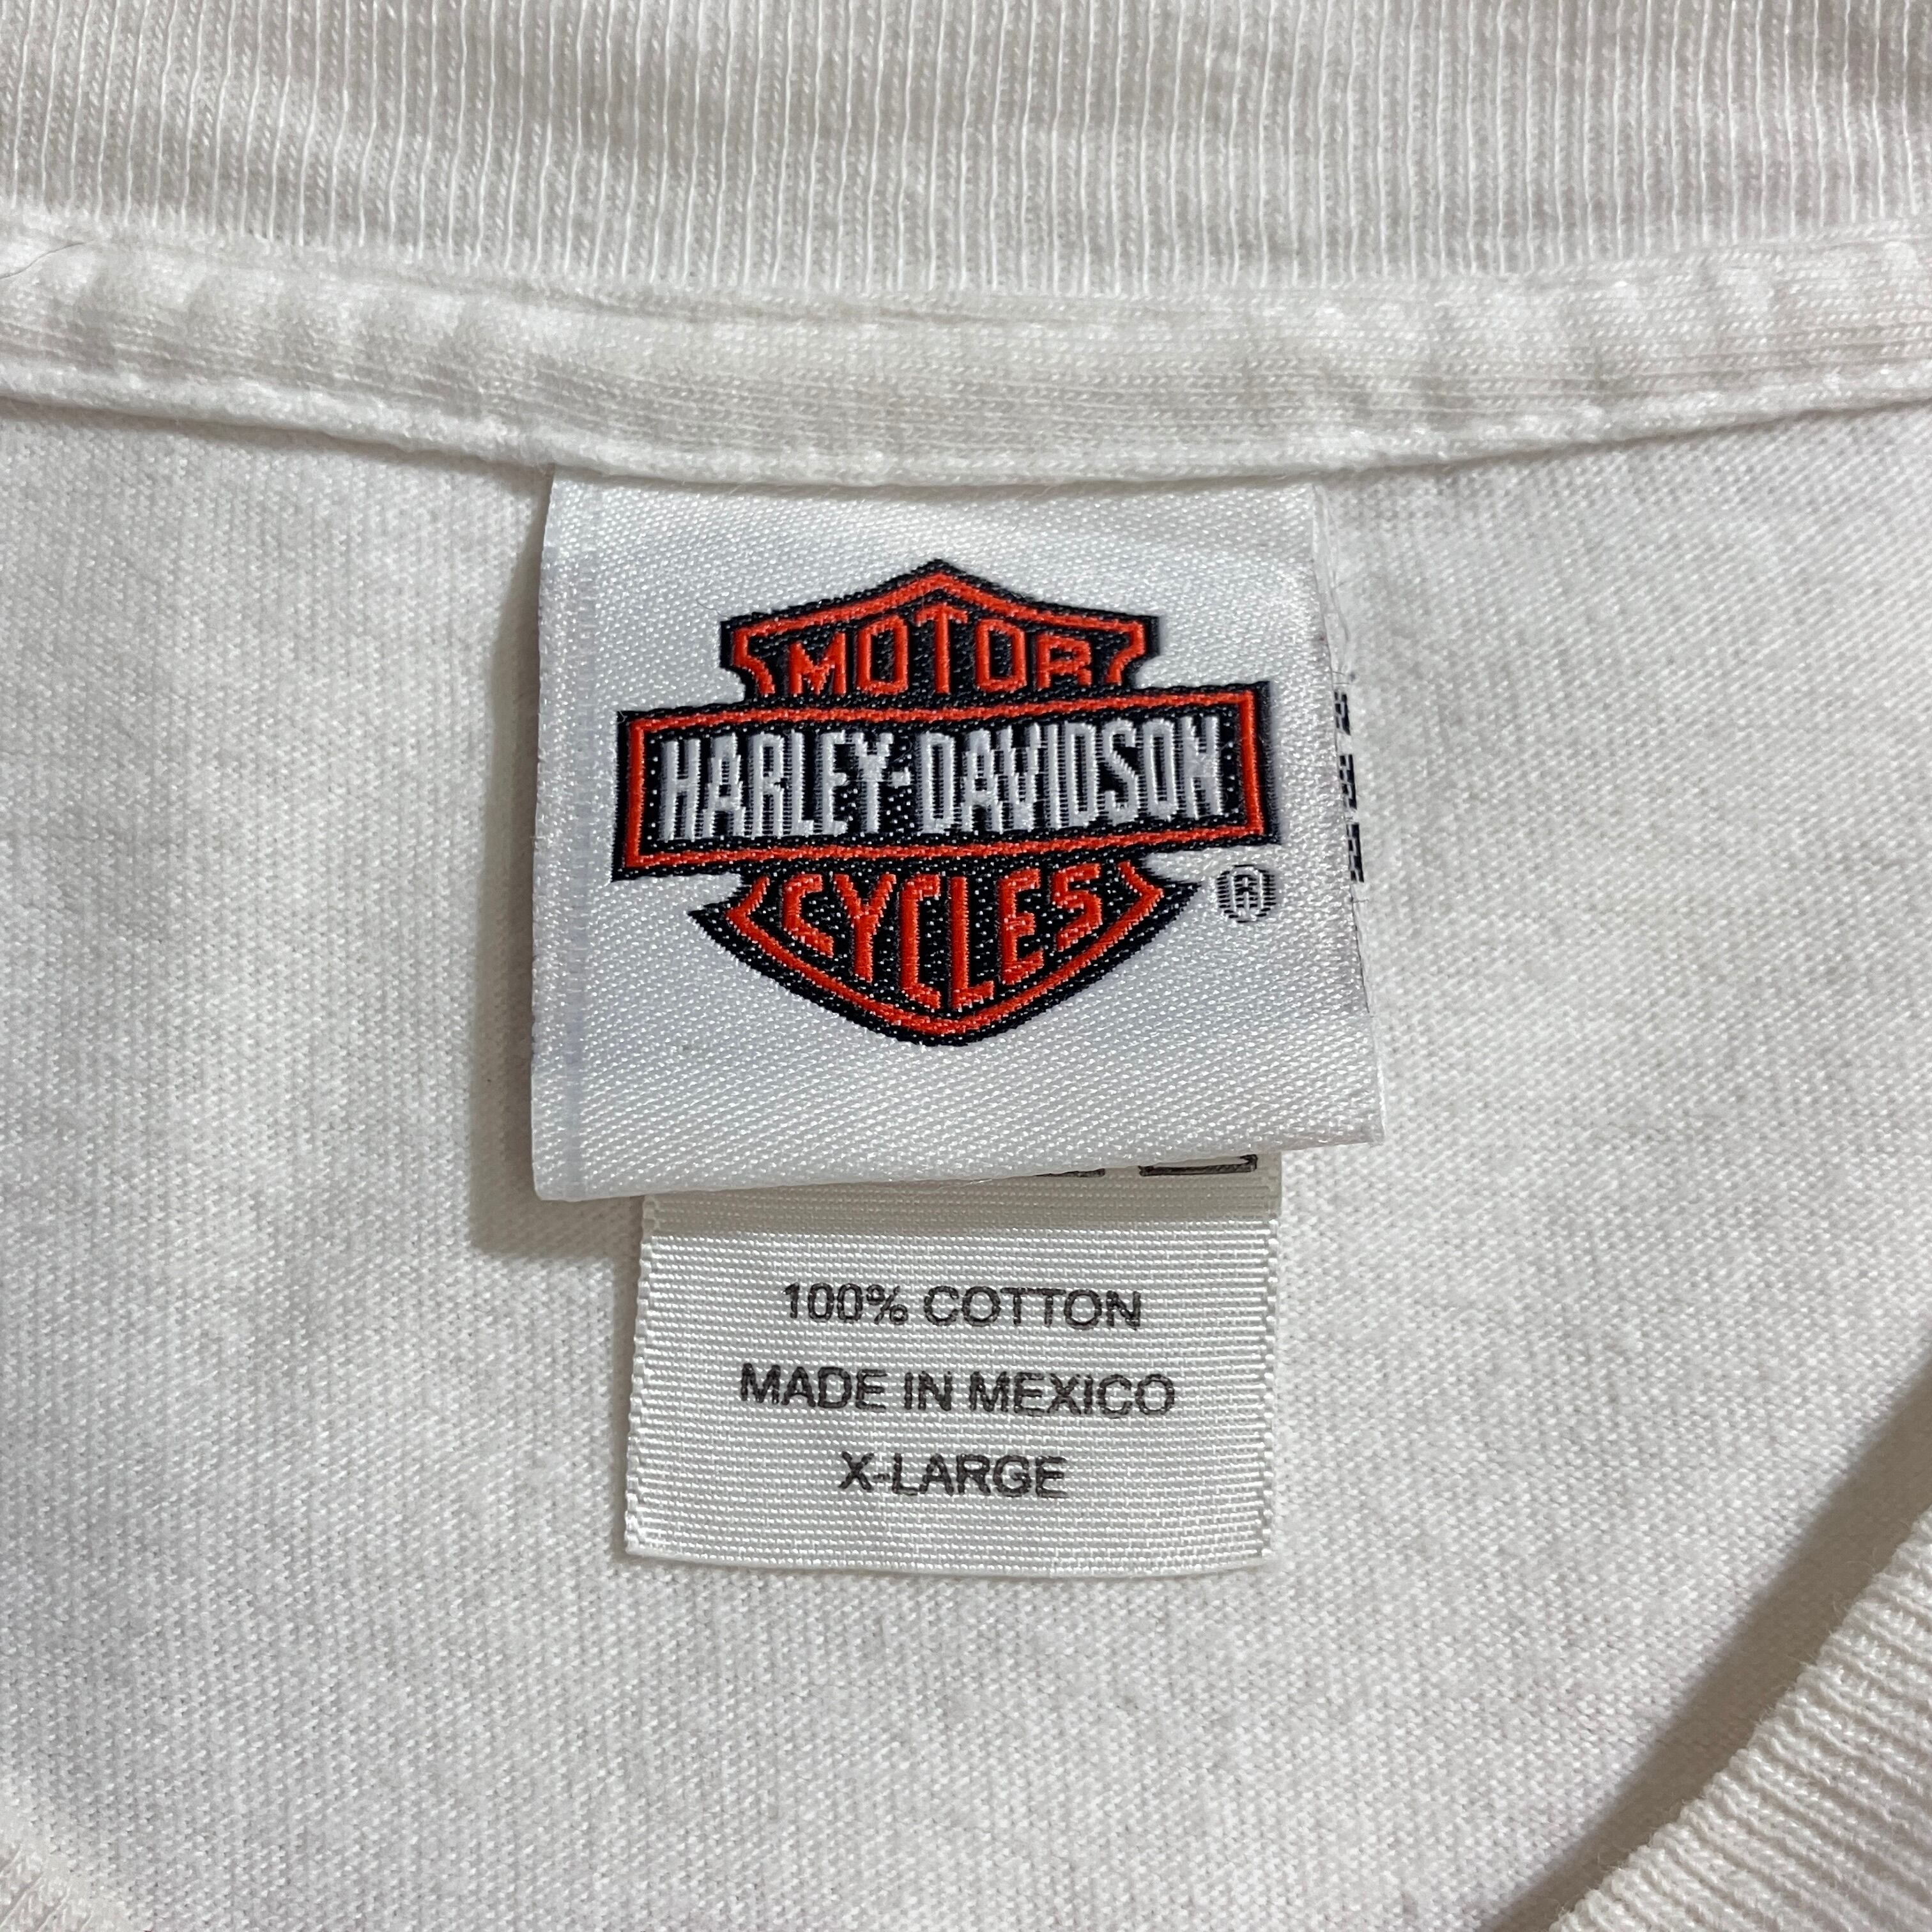 MOTOR
HARLEY-DAVIDSON
CYCLES
®
100% COTTON
MADE IN MEXICO
X-LARGE